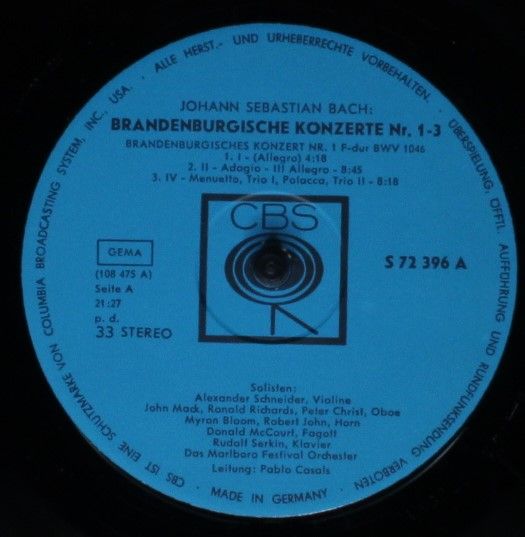 · ALLE HERST.- UND URHEBERRECHTE VORBEHALTEN. · ÜBERSPIELUNG, ÖFFTL. AUFFÜHRUNG UND RUNDFUNKSENDUNG VERBOTEN
JOHANN SEBASTIAN BACH:
BRANDENBURGISCHE KONZERTE Nr. 1-3
BRANDENBURGISCHES KONZERT NR. 1 F-dur BWV 1046
1. I - (Allegro) 4:18
2. II - Adagio - III Allegro - 8:45
3. IV - Menuetto, Trio I, Polacca, Trio II - 8:18
CBS
GEMA
(108 475 A)
Seite A
21:27
p. d.
33 STEREO
S 72 396 A
Solisten:
Alexander Schneider, Violine
John Mack, Ronald Richards, Peter Christ, Oboe
Myron Bloom, Robert John, Horn
Donald McCourt, Fagott
Rudolf Serkin, Klavier
Das Marlboro Festival Orchester
Leitung: Pablo Casals
CBS IST EINE SCHUTZMARKE VON COLUMBIA BROADCASTING SYSTEM, INC., USA.
· MADE IN GERMANY ·